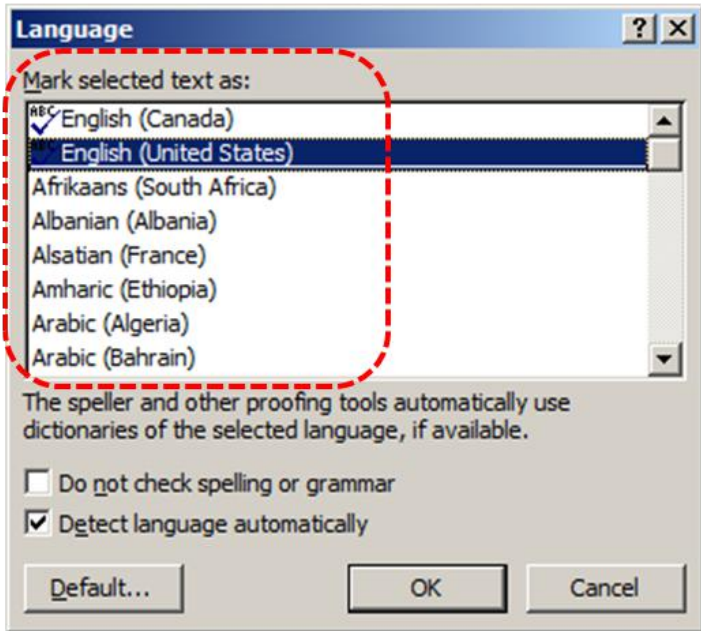 Language
Mark selected text as:
English (Canada)
English (United States)
Afrikaans (South Africa)
Albanian (Albania)
Alsatian (France)
Amharic (Ethiopia)
Arabic (Algeria)
Arabic (Bahrain)
The speller and other proofing tools automatically use
dictionaries of the selected language, if available.
Do not check spelling or grammar
Detect language automatically
Default... OK Cancel